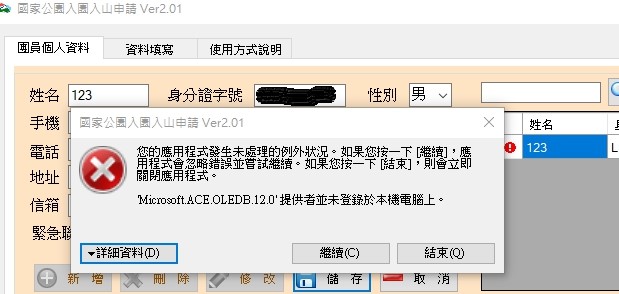 國家公園入園入山申請 Ver2.01
團員個人資料 資料填寫 使用方式說明
姓名 123 身分證字號 性別 男
手機
電話
地址
信箱
緊急聯
姓名
123 L
國家公園入園入山申請 Ver2.01
您的應用程式發生未處理的例外狀況。如果您按一下 [繼續]，應
用程式會忽略錯誤並嘗試繼續。如果您按一下 [結束]，則會立即
關閉應用程式。
'Microsoft.ACE.OLEDB.12.0' 提供者並未登錄於本機電腦上。
詳細資料(D) 繼續(C) 結束(Q)
新增 刪除 修改 儲存 取消